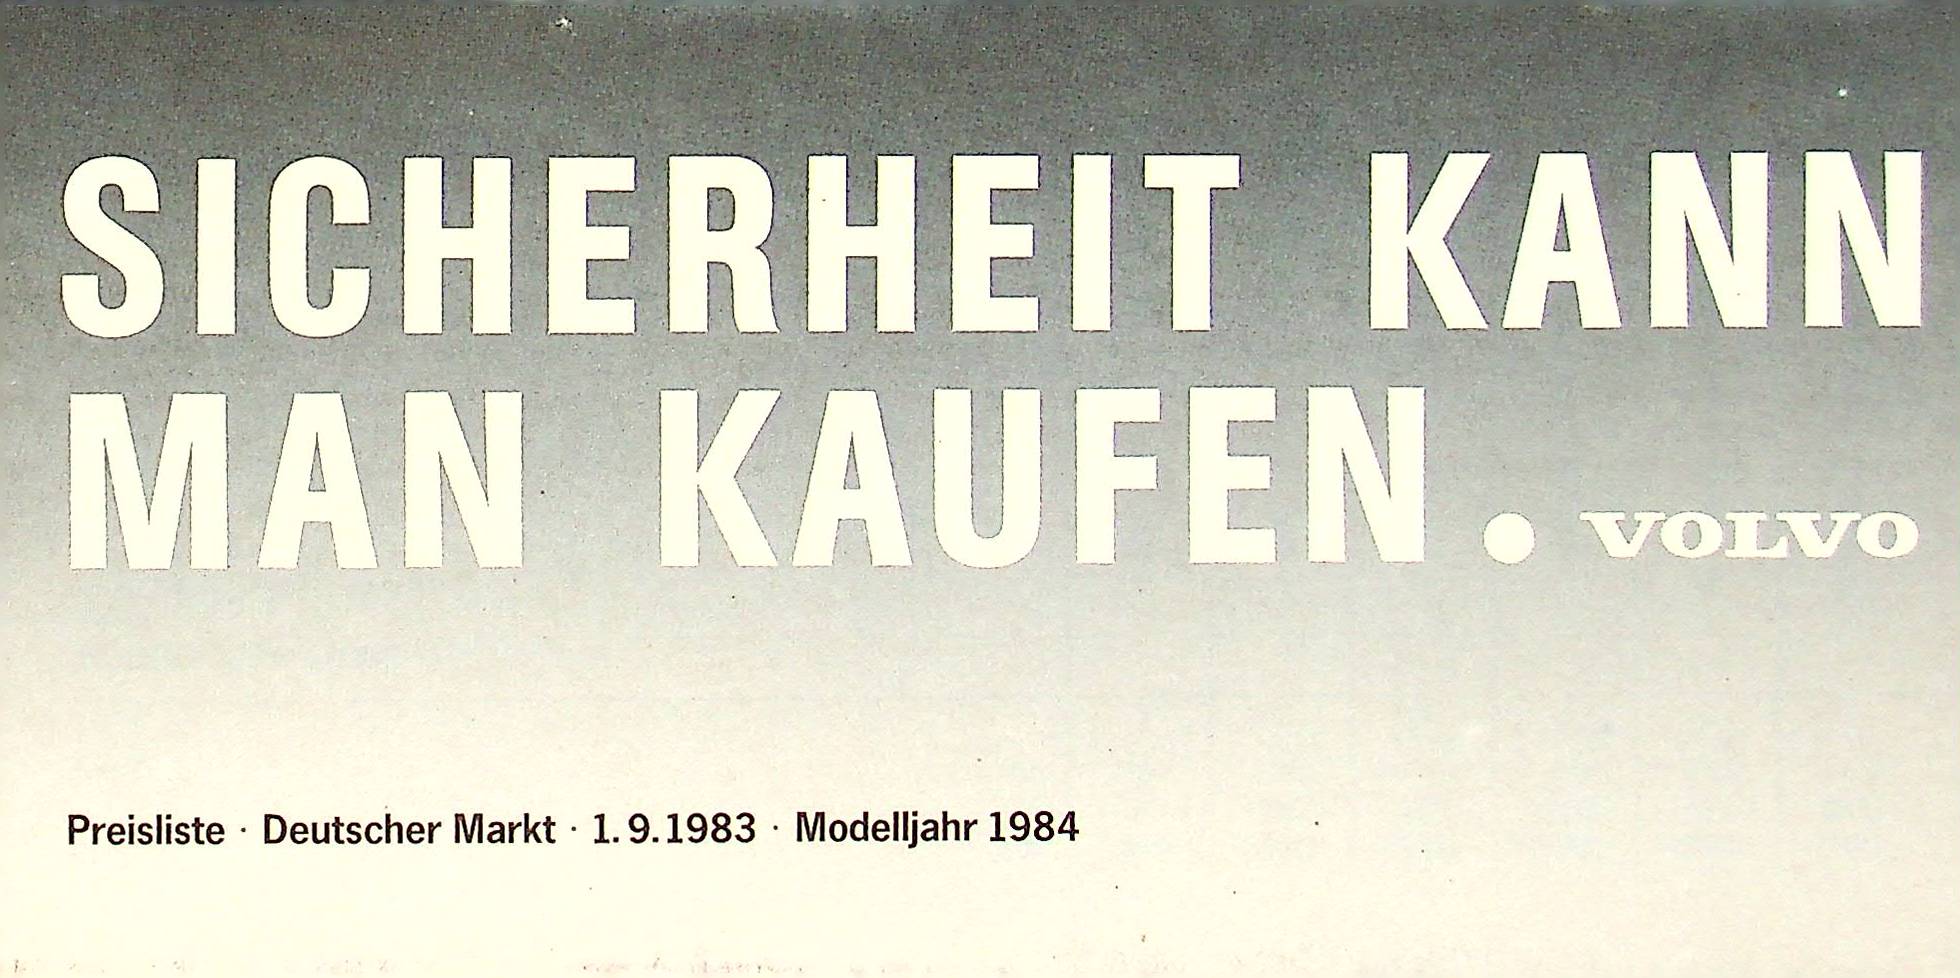 SICHERHEIT KANN
MAN KAUFEN. VOLVO
Preisliste · Deutscher Markt · 1.9.1983 · Modelljahr 1984